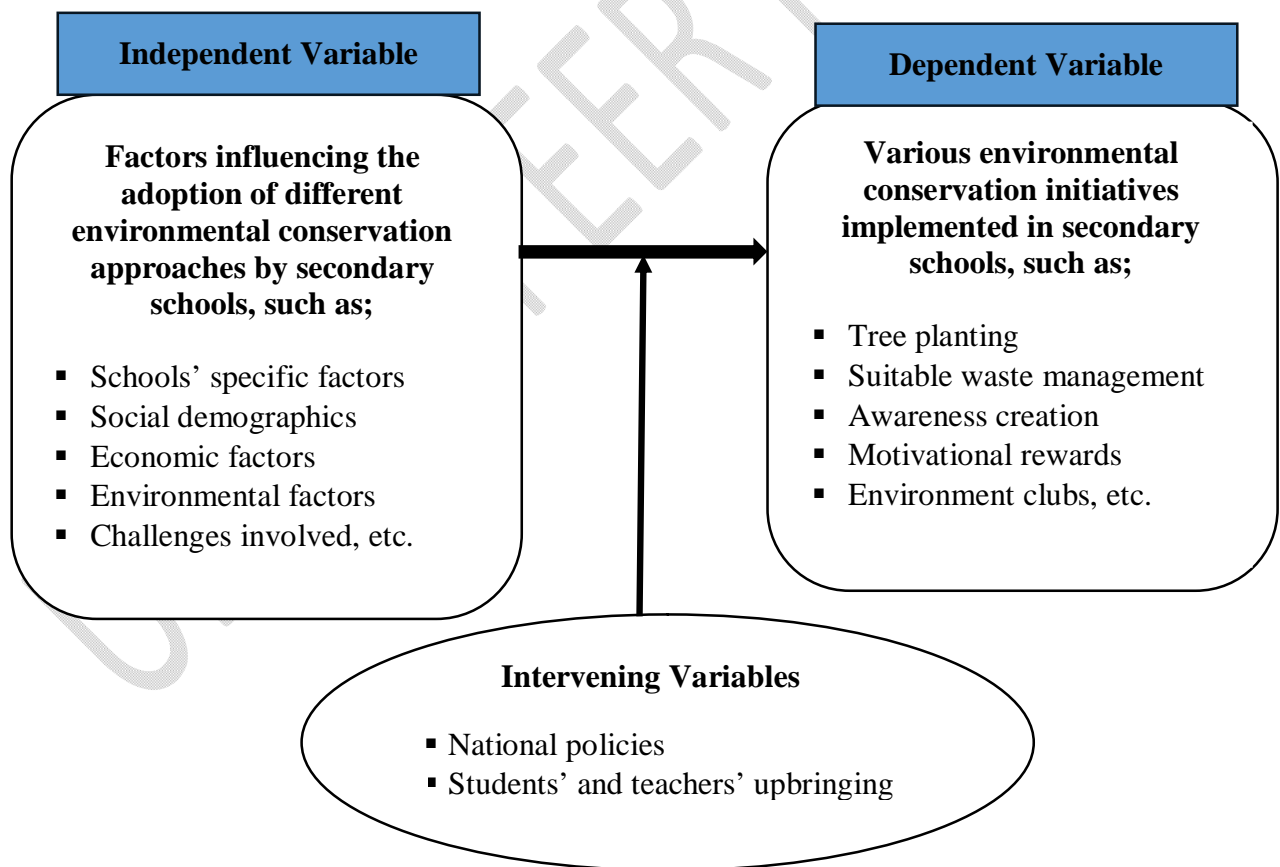 Independent Variable
Factors influencing the
adoption of different
environmental conservation
approaches by secondary
schools, such as;
▪ Schools’ specific factors
▪ Social demographics
▪ Economic factors
▪ Environmental factors
▪ Challenges involved, etc.
Dependent Variable
Various environmental
conservation initiatives
implemented in secondary
schools, such as;
▪ Tree planting
▪ Suitable waste management
▪ Awareness creation
▪ Motivational rewards
▪ Environment clubs, etc.
Intervening Variables
▪ National policies
▪ Students’ and teachers’ upbringing